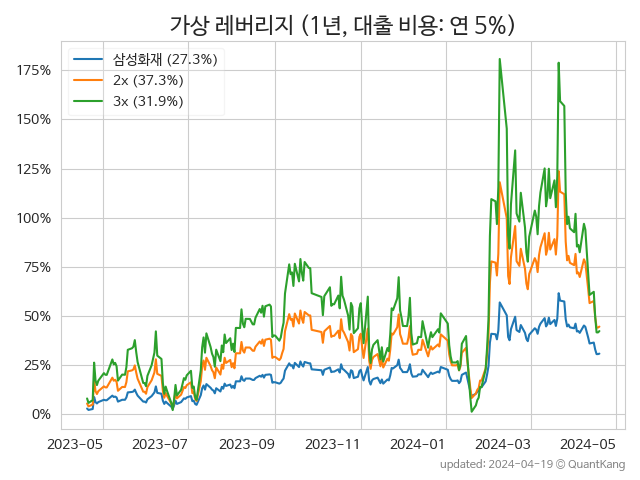 가상 레버리지 (1년, 대출 비용: 연 5%)
삼성화재 (27.3%)
2x (37.3%)
3x (31.9%)
175%
150%
125%
100%
75%
50%
25%
0%
2023-05 2023-07 2023-09 2023-11 2024-01 2024-03 2024-05
updated: 2024-04-19 © QuantKang